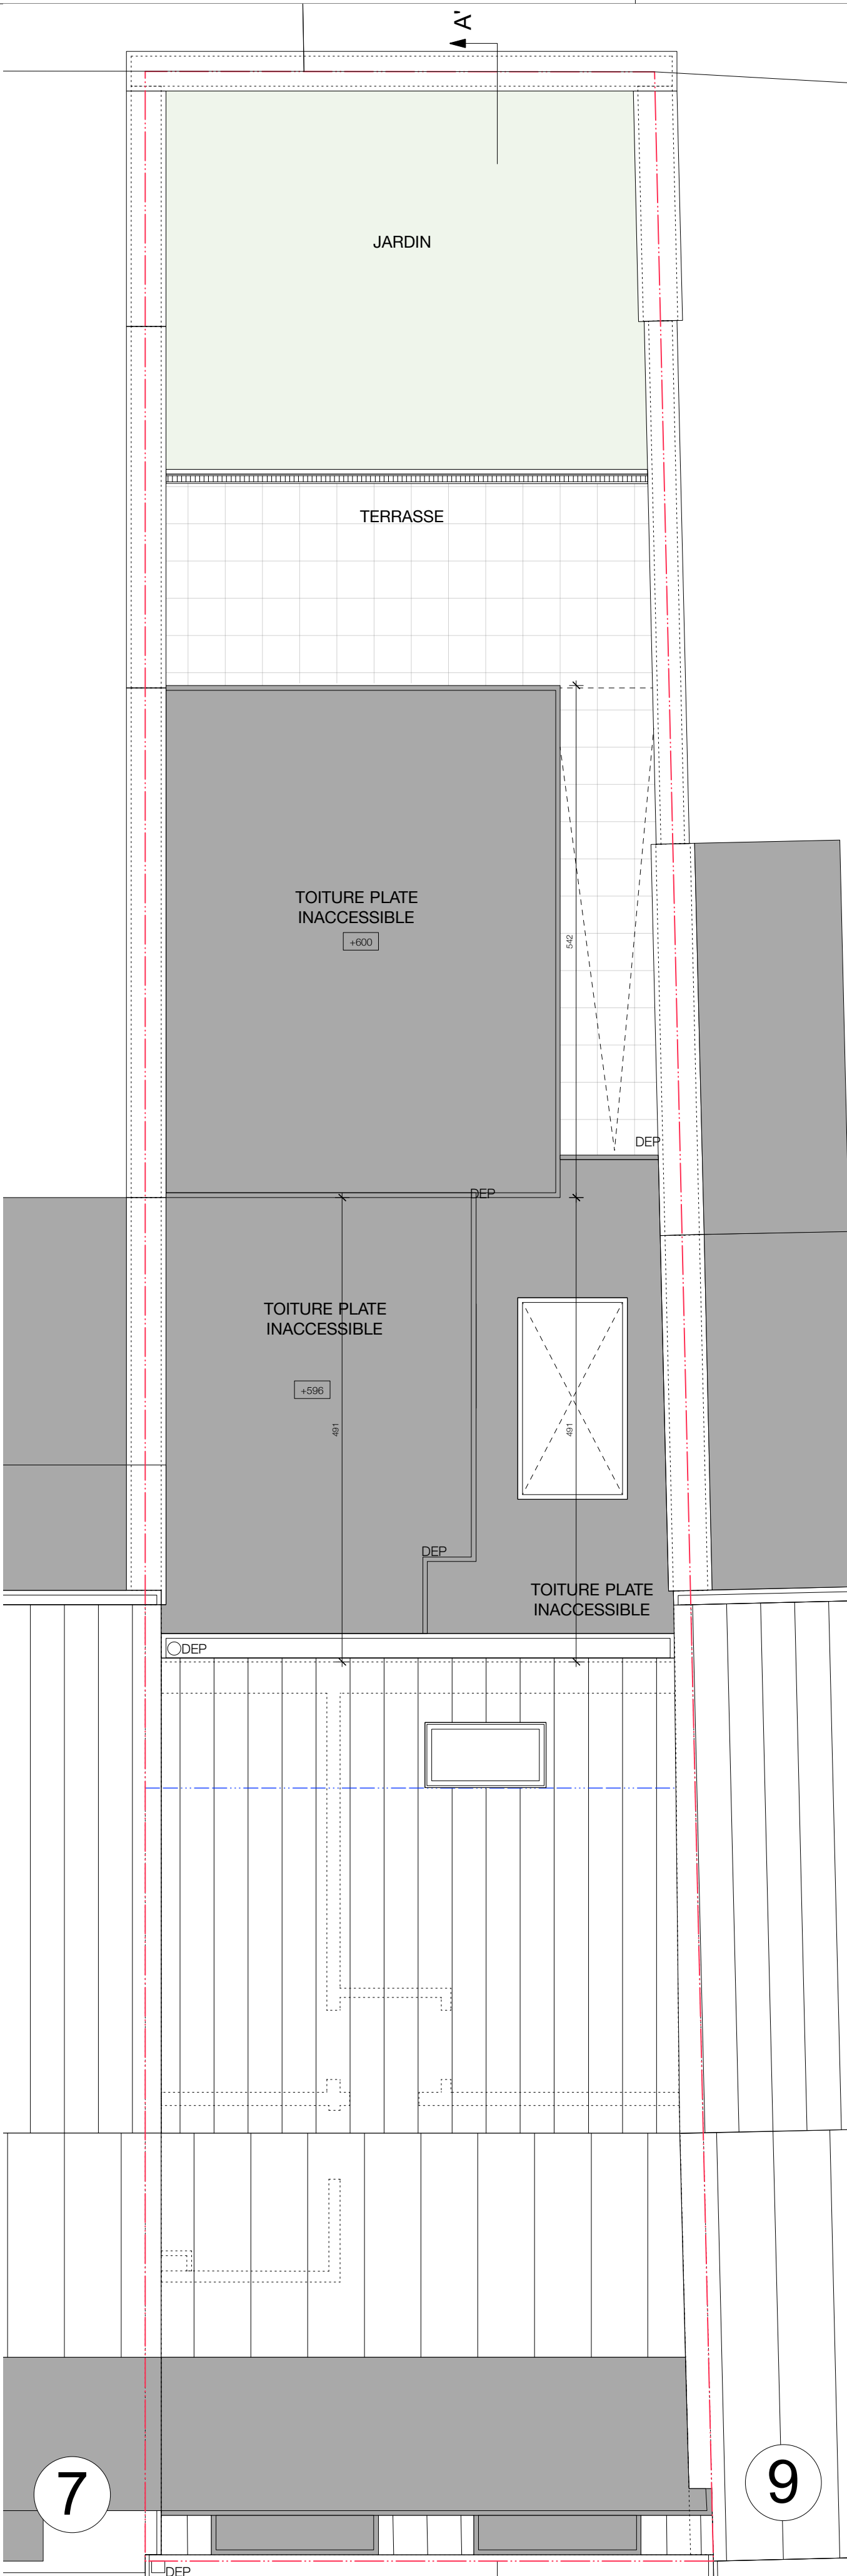 A'
JARDIN
TERRASSE
TOITURE PLATE
INACCESSIBLE
+600
542
DEP
DEP
TOITURE PLATE
INACCESSIBLE
+596
491
491
DEP
TOITURE PLATE
INACCESSIBLE
DEP
7
9
DEP